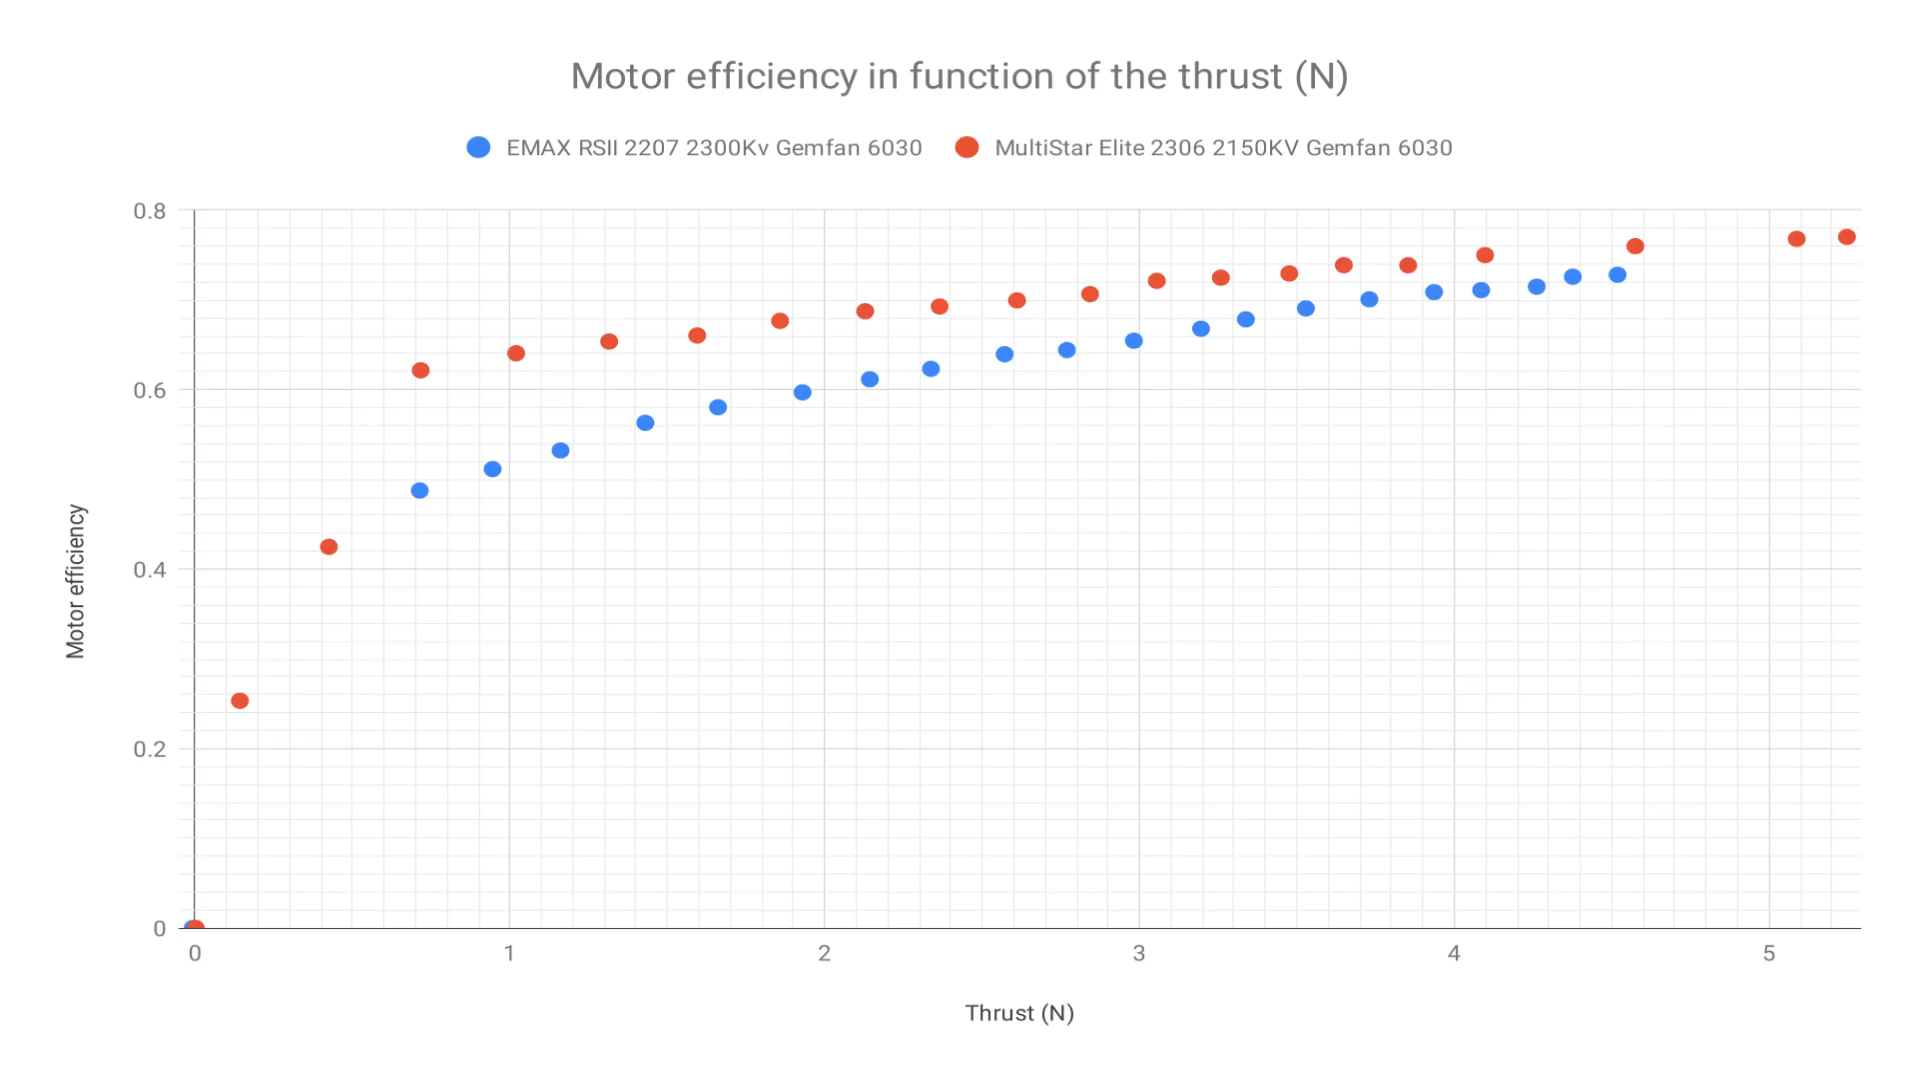 Motor efficiency in function of the thrust (N)
EMAX RSII 2207 2300Kv Gemfan 6030
MultiStar Elite 2306 2150KV Gemfan 6030
0.8
0.6
0.4
0.2
0
Motor efficiency
0 1 2 3 4 5
Thrust (N)